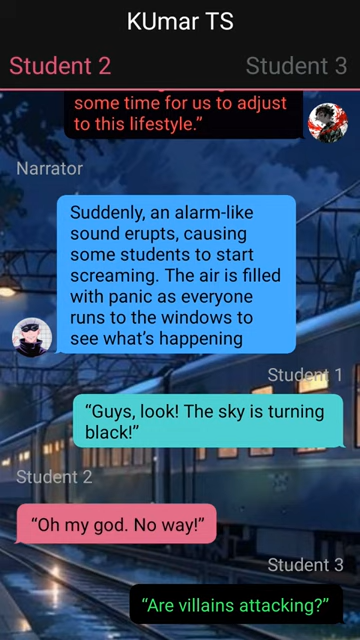 KUmar TS
Student 2
Student 3
some time for us to adjust
to this lifestyle.”
Narrator
Suddenly, an alarm-like
sound erupts, causing
some students to start
screaming. The air is filled
with panic as everyone
runs to the windows to
see what’s happening
Student 1
“Guys, look! The sky is turning
black!”
Student 2
“Oh my god. No way!”
Student 3
“Are villains attacking?”